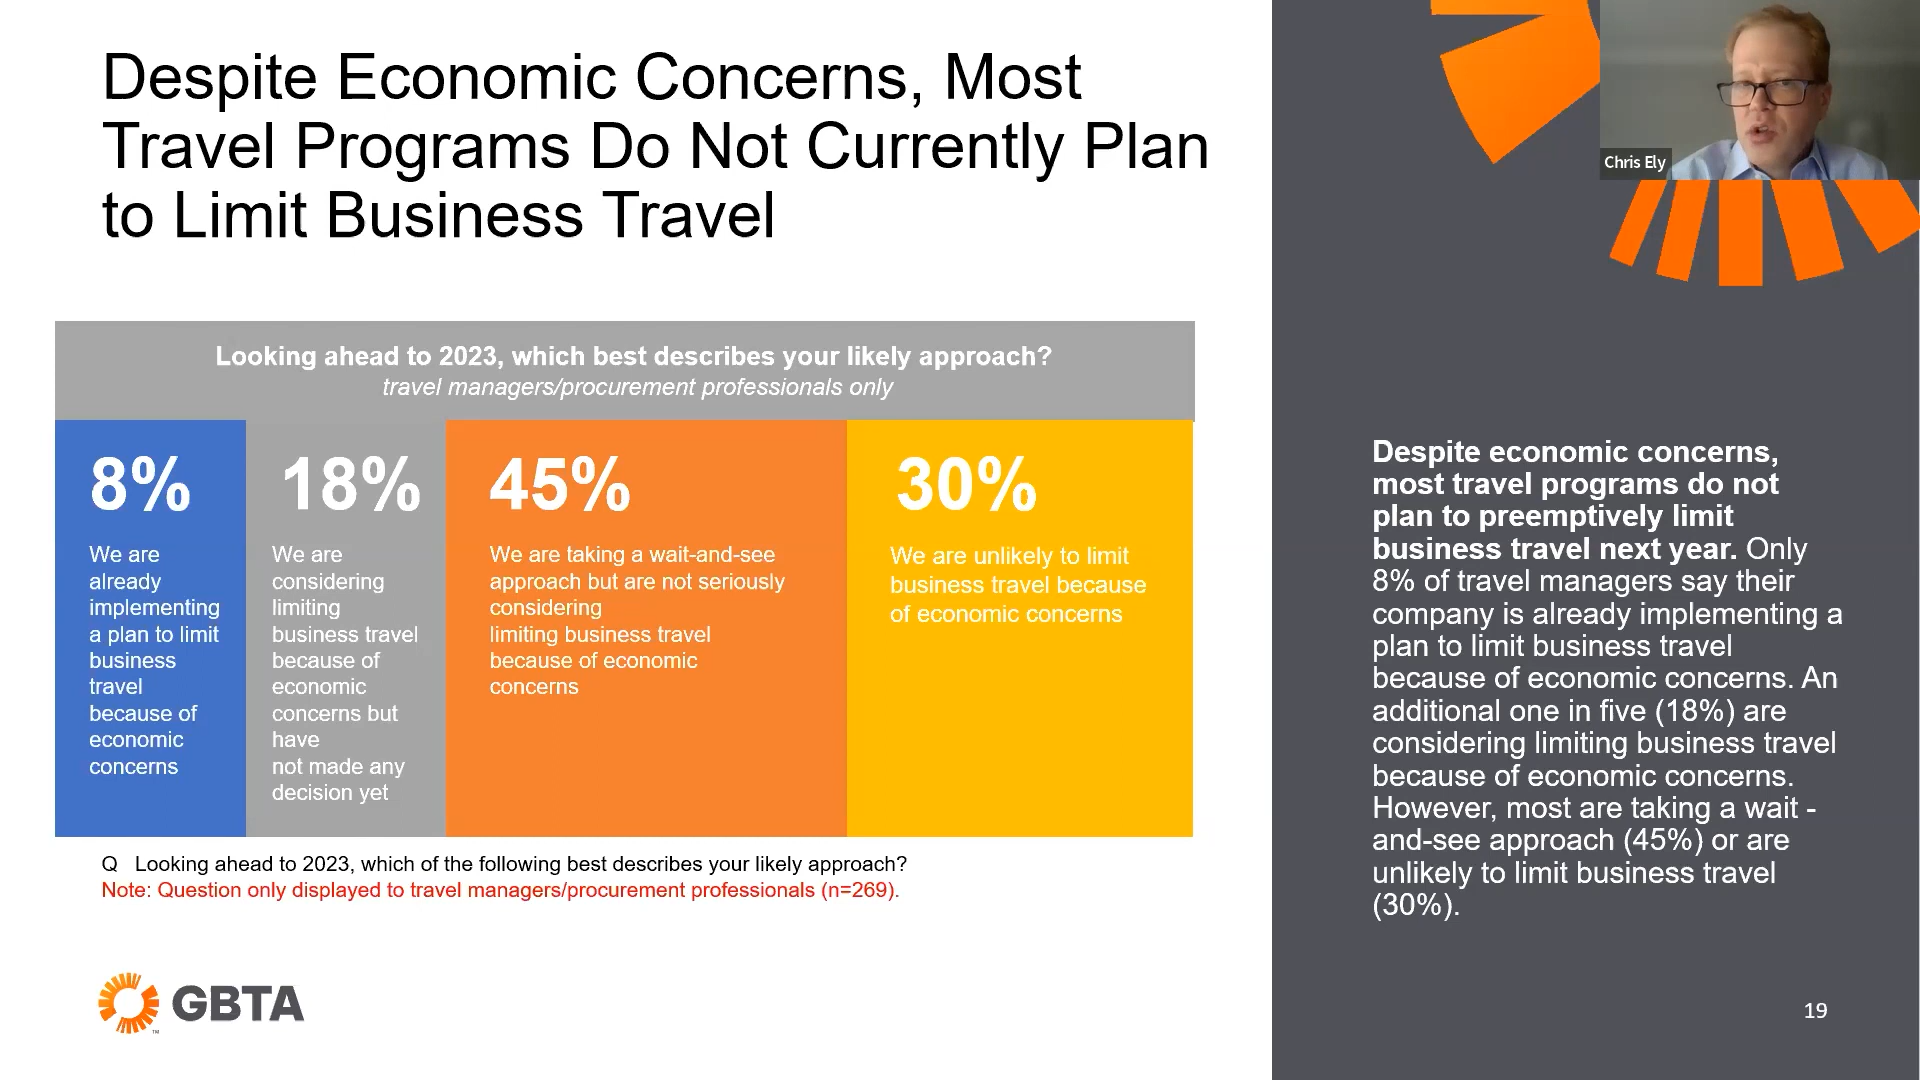 Despite Economic Concerns, Most
Travel Programs Do Not Currently Plan
to Limit Business Travel
Chris Ely
Looking ahead to 2023, which best describes your likely approach?
travel managers/procurement professionals only
8%
We are
already
implementing
a plan to limit
business
travel
because of
economic
concerns
18%
We are
considering
limiting
business travel
because of
economic
concerns but
have
not made any
decision yet
45%
We are taking a wait-and-see
approach but are not seriously
considering
limiting business travel
because of economic
concerns
30%
We are unlikely to limit
business travel because
of economic concerns
Q Looking ahead to 2023, which of the following best describes your likely approach?
Note: Question only displayed to travel managers/procurement professionals (n=269).
Despite economic concerns,
most travel programs do not
plan to preemptively limit
business travel next year. Only
8% of travel managers say their
company is already implementing a
plan to limit business travel
because of economic concerns. An
additional one in five (18%) are
considering limiting business travel
because of economic concerns.
However, most are taking a wait -
and-see approach (45%) or are
unlikely to limit business travel
(30%).
GBTA
TM
19